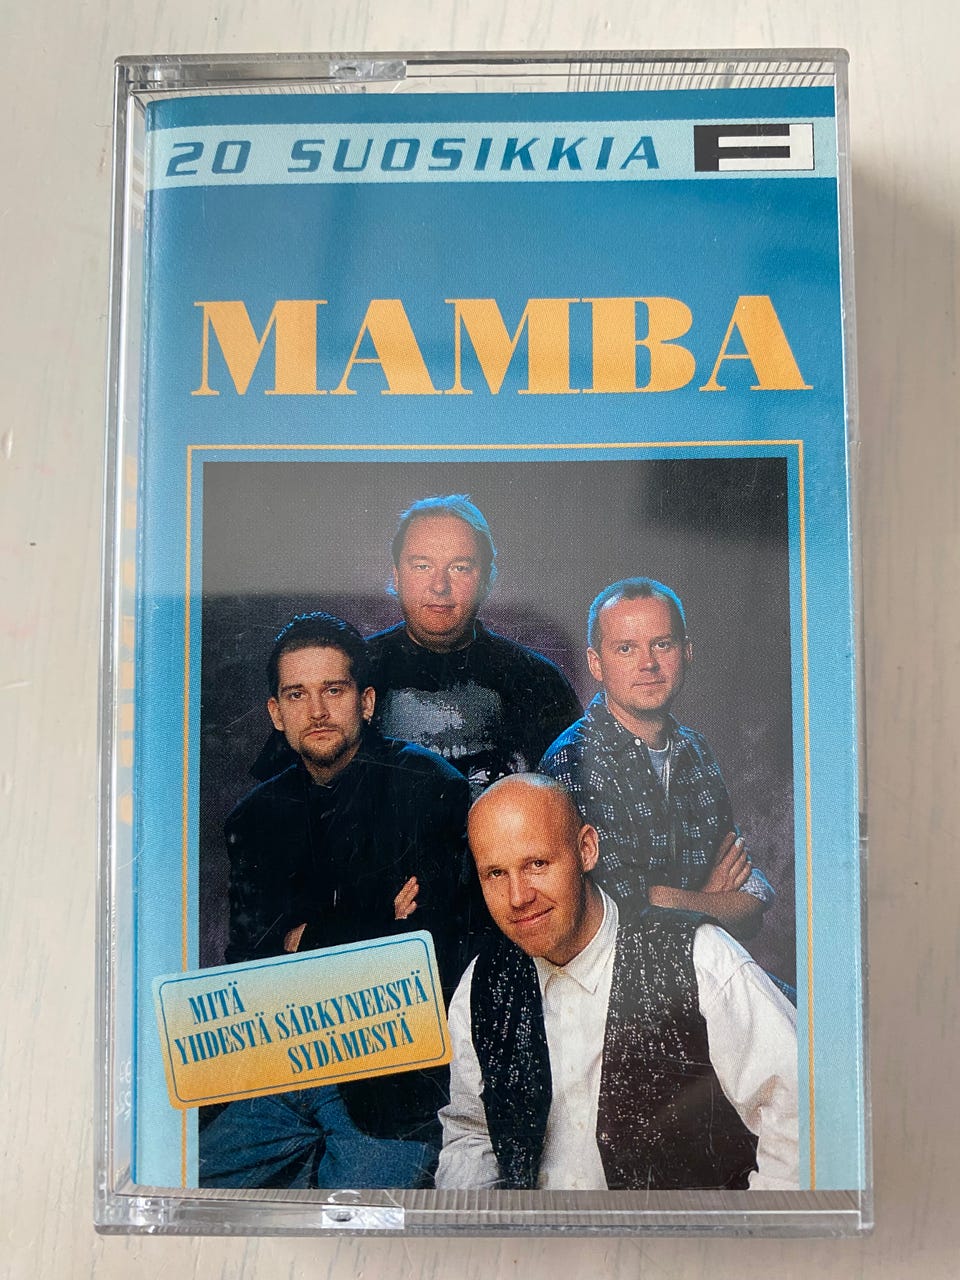 20 SUOSIKKIA F
MAMBA
MITÄ
YHDESTÄ SÄRKYNEESTÄ
SYDÄMESTÄ